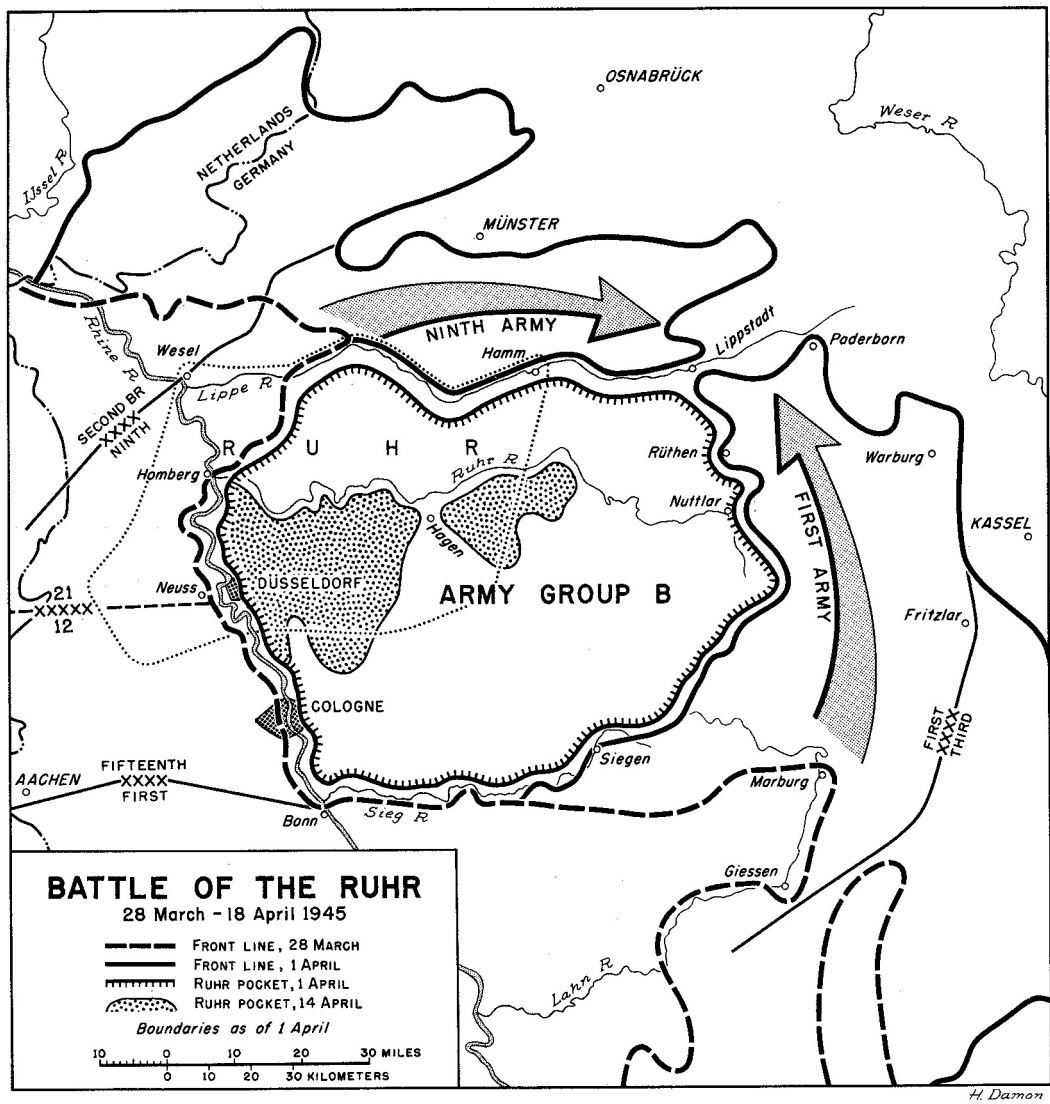 OSNABRÜCK
Weser R
NETHERLANDS
GERMANY
IJssel R
MÜNSTER
Rhine R
NINTH ARMY
Lippstadt
Paderborn
Wesel
Hamm
Lippe R
SECOND BR
XXXX
NINTH
RUHR
Ruhr R
Rüthen
Warburg
Homberg
Nuttlar
Hagen
FIRST ARMY
KASSEL
DÜSSELDORF
ARMY GROUP B
Neuss
21
XXXXX
12
Fritzlar
COLOGNE
FIRST
XXXX
THIRD
Siegen
AACHEN
FIFTEENTH
XXXX
FIRST
Marburg
Bonn
Sieg R
Giessen
Lahn R
BATTLE OF THE RUHR
28 March - 18 April 1945
FRONT LINE, 28 MARCH
FRONT LINE, 1 APRIL
RUHR POCKET, 1 APRIL
RUHR POCKET, 14 APRIL
Boundaries as of 1 April
10 0 10 20 30 MILES
0 10 20 30 KILOMETERS
H. Damon